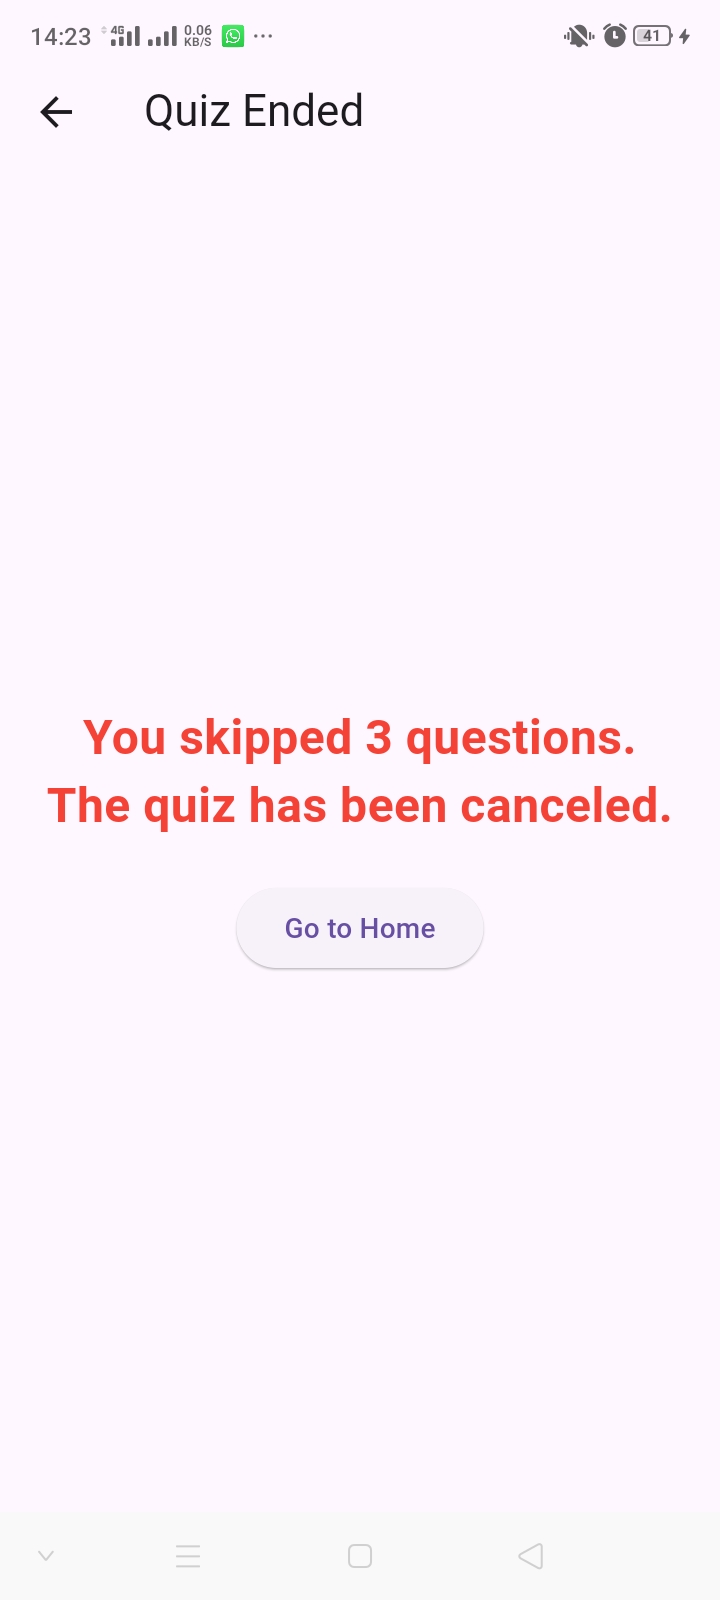 14:23 4G 0.06 KB/S ... 41
Quiz Ended
You skipped 3 questions.
The quiz has been canceled.
Go to Home